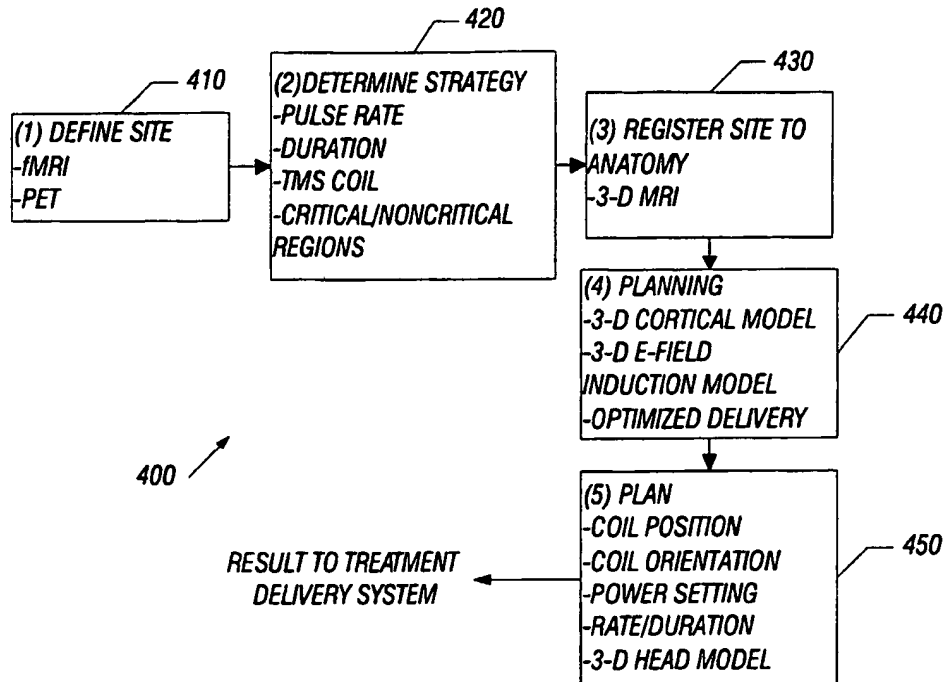 410
(1) DEFINE SITE
-fMRI
-PET
420
(2)DETERMINE STRATEGY
-PULSE RATE
-DURATION
-TMS COIL
-CRITICAL/NONCRITICAL
REGIONS
430
(3) REGISTER SITE TO
ANATOMY
-3-D MRI
440
(4) PLANNING
-3-D CORTICAL MODEL
-3-D E-FIELD
INDUCTION MODEL
-OPTIMIZED DELIVERY
450
(5) PLAN
-COIL POSITION
-COIL ORIENTATION
-POWER SETTING
-RATE/DURATION
-3-D HEAD MODEL
400
RESULT TO TREATMENT
DELIVERY SYSTEM